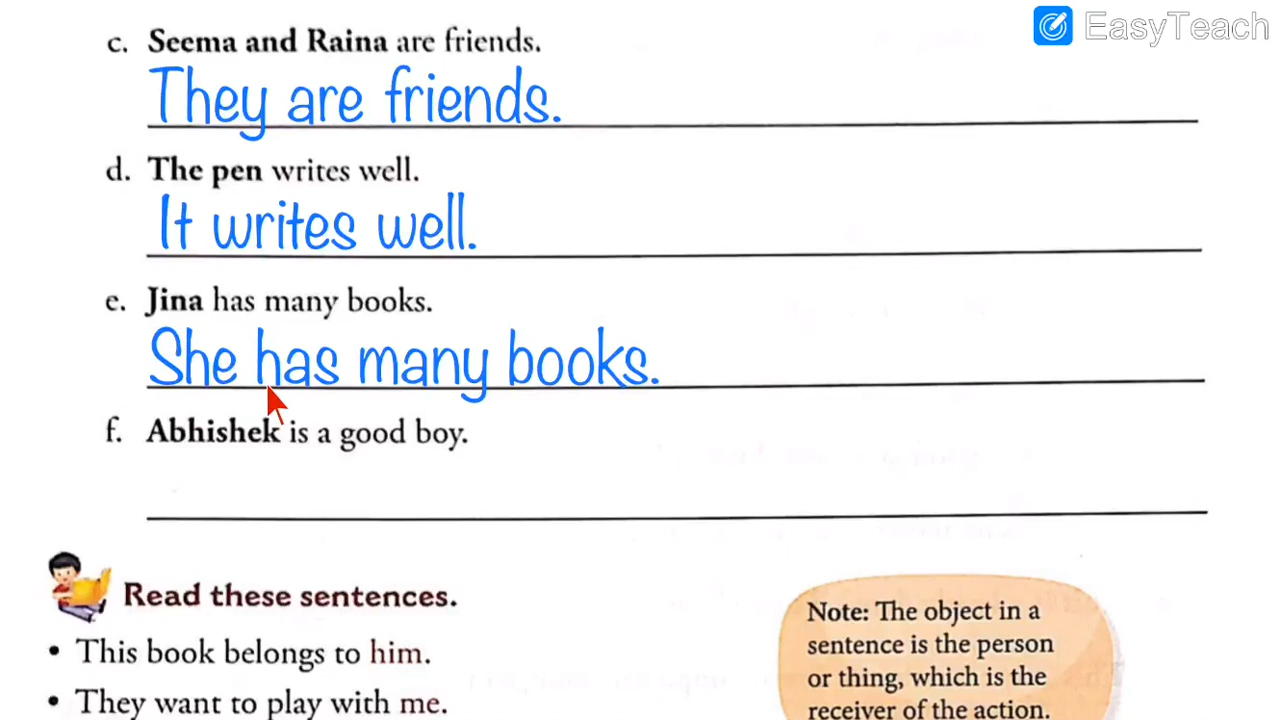 EasyTeach
c. Seema and Raina are friends.
They are friends.
d. The pen writes well.
It writes well.
e. Jina has many books.
She has many books.
f. Abhishek is a good boy.
Read these sentences.
• This book belongs to him.
• They want to play with me.
Note: The object in a
sentence is the person
or thing, which is the
receiver of the action.